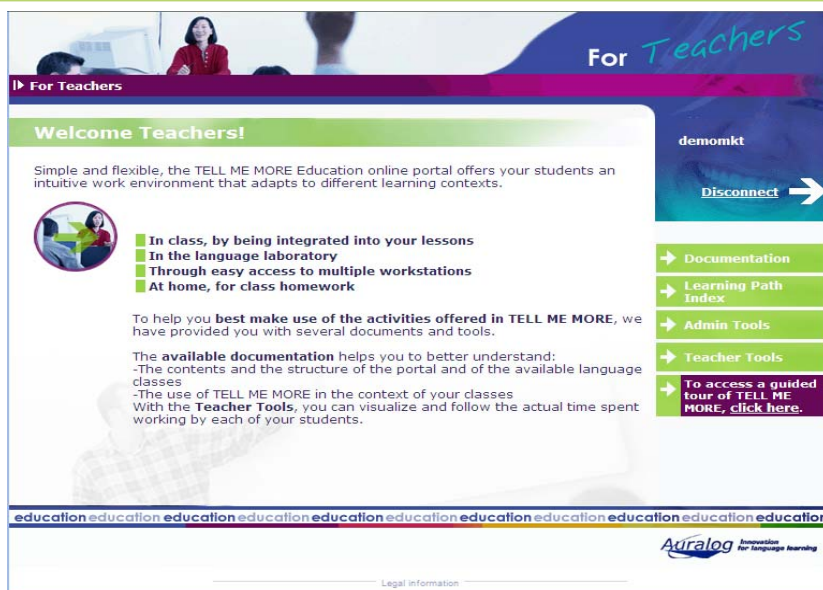 For Teachers
For Teachers
Welcome Teachers!
Simple and flexible, the TELL ME MORE Education online portal offers your students an
intuitive work environment that adapts to different learning contexts.
In class, by being integrated into your lessons
In the language laboratory
Through easy access to multiple workstations
At home, for class homework
To help you best make use of the activities offered in TELL ME MORE, we
have provided you with several documents and tools.
The available documentation helps you to better understand:
-The contents and the structure of the portal and of the available language
classes
-The use of TELL ME MORE in the context of your classes
With the Teacher Tools, you can visualize and follow the actual time spent
working by each of your students.
demomkt
Disconnect
Documentation
Learning Path
Index
Admin Tools
Teacher Tools
To access a guided
tour of TELL ME
MORE, click here.
education education education education education education education education education education education
Auralog Innovation
for language learning
Legal information